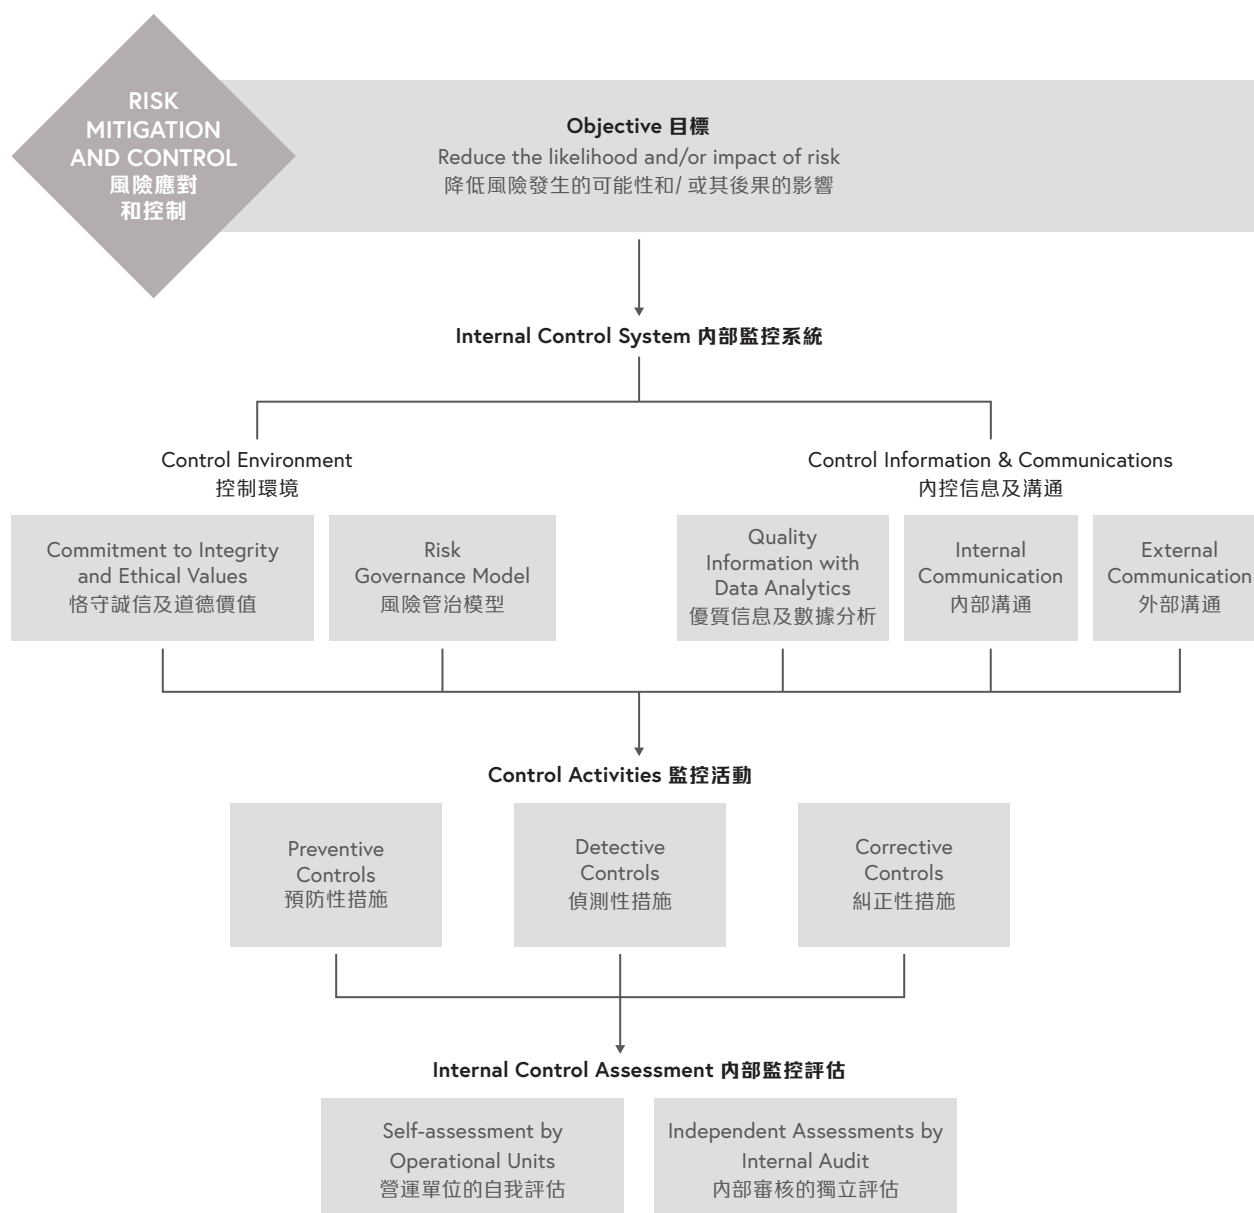 RISK
MITIGATION
AND CONTROL
風險應對
和控制
Objective 目標
Reduce the likelihood and/or impact of risk
降低風險發生的可能性和/ 或其後果的影響
Internal Control System 內部監控系統
Control Environment
控制環境
Control Information & Communications
內控信息及溝通
Commitment to Integrity
and Ethical Values
恪守誠信及道德價值
Risk
Governance Model
風險管治模型
Quality
Information with
Data Analytics
優質信息及數據分析
Internal
Communication
內部溝通
External
Communication
外部溝通
Control Activities 監控活動
Preventive
Controls
預防性措施
Detective
Controls
偵測性措施
Corrective
Controls
糾正性措施
Internal Control Assessment 內部監控評估
Self-assessment by
Operational Units
營運單位的自我評估
Independent Assessments by
Internal Audit
內部審核的獨立評估